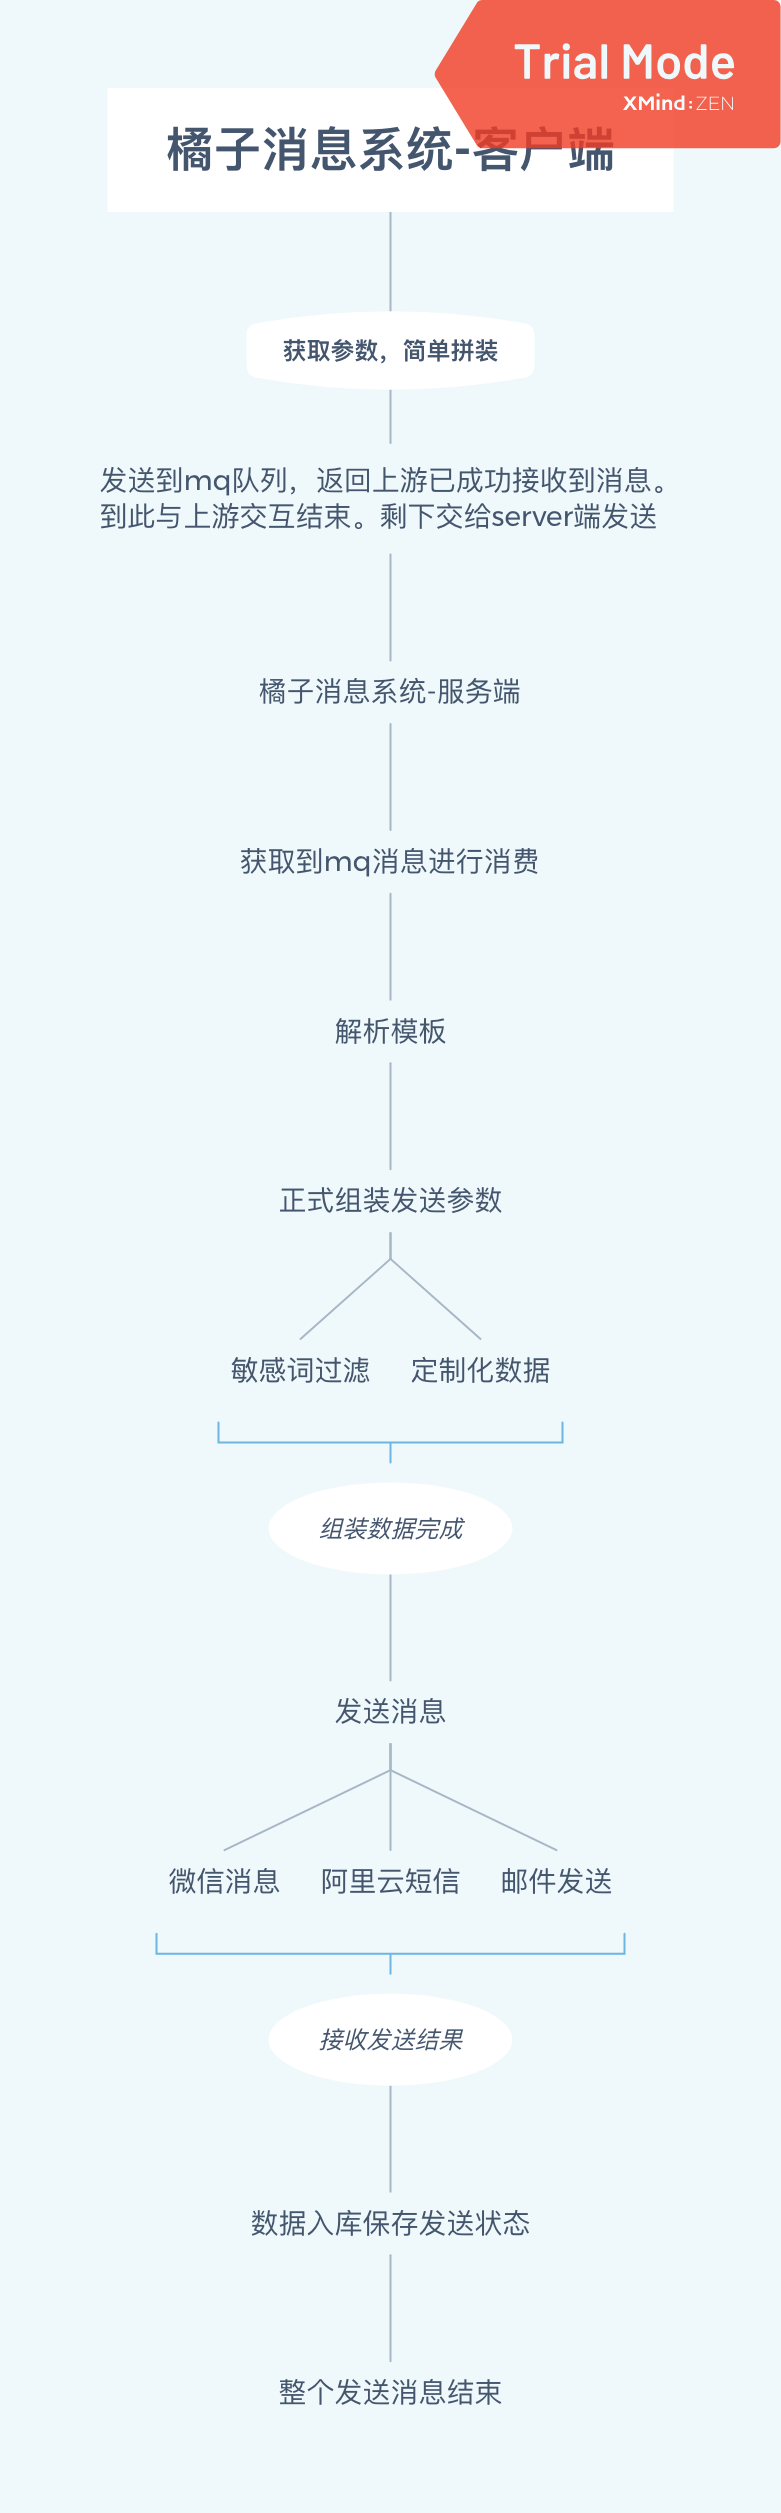 Trial Mode
XMind:ZEN
橘子消息系统-客户端
获取参数，简单拼装
发送到mq队列，返回上游已成功接收到消息。
到此与上游交互结束。剩下交给server端发送
橘子消息系统-服务端
获取到mq消息进行消费
解析模板
正式组装发送参数
敏感词过滤 定制化数据
组装数据完成
发送消息
微信消息 阿里云短信 邮件发送
接收发送结果
数据入库保存发送状态
整个发送消息结束